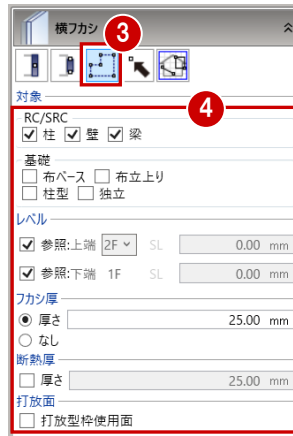 横フカシ
3
対象
4
RC/SRC
柱 壁 梁
基礎
布ベース 布立上り
柱型 独立
レベル
参照:上端 2F SL 0.00 mm
参照:下端 1F SL 0.00 mm
フカシ厚
厚さ 25.00 mm
なし
断熱厚
厚さ 25.00 mm
打放面
打放型枠使用面